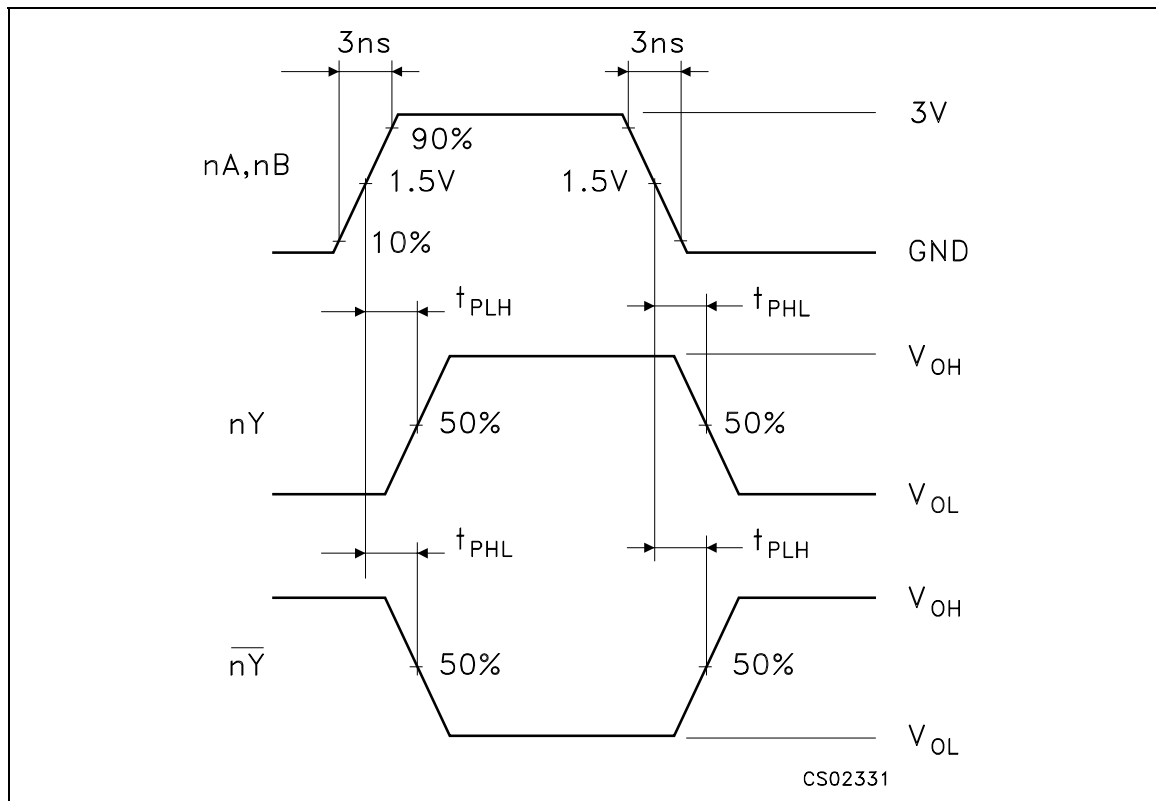 3ns 3ns
3V
90%
nA,nB
1.5V 1.5V
10%
GND
tPLH tPHL
VOH
nY 50% 50%
VOL
tPHL tPLH
VOH
nY 50% 50%
VOL
CS02331